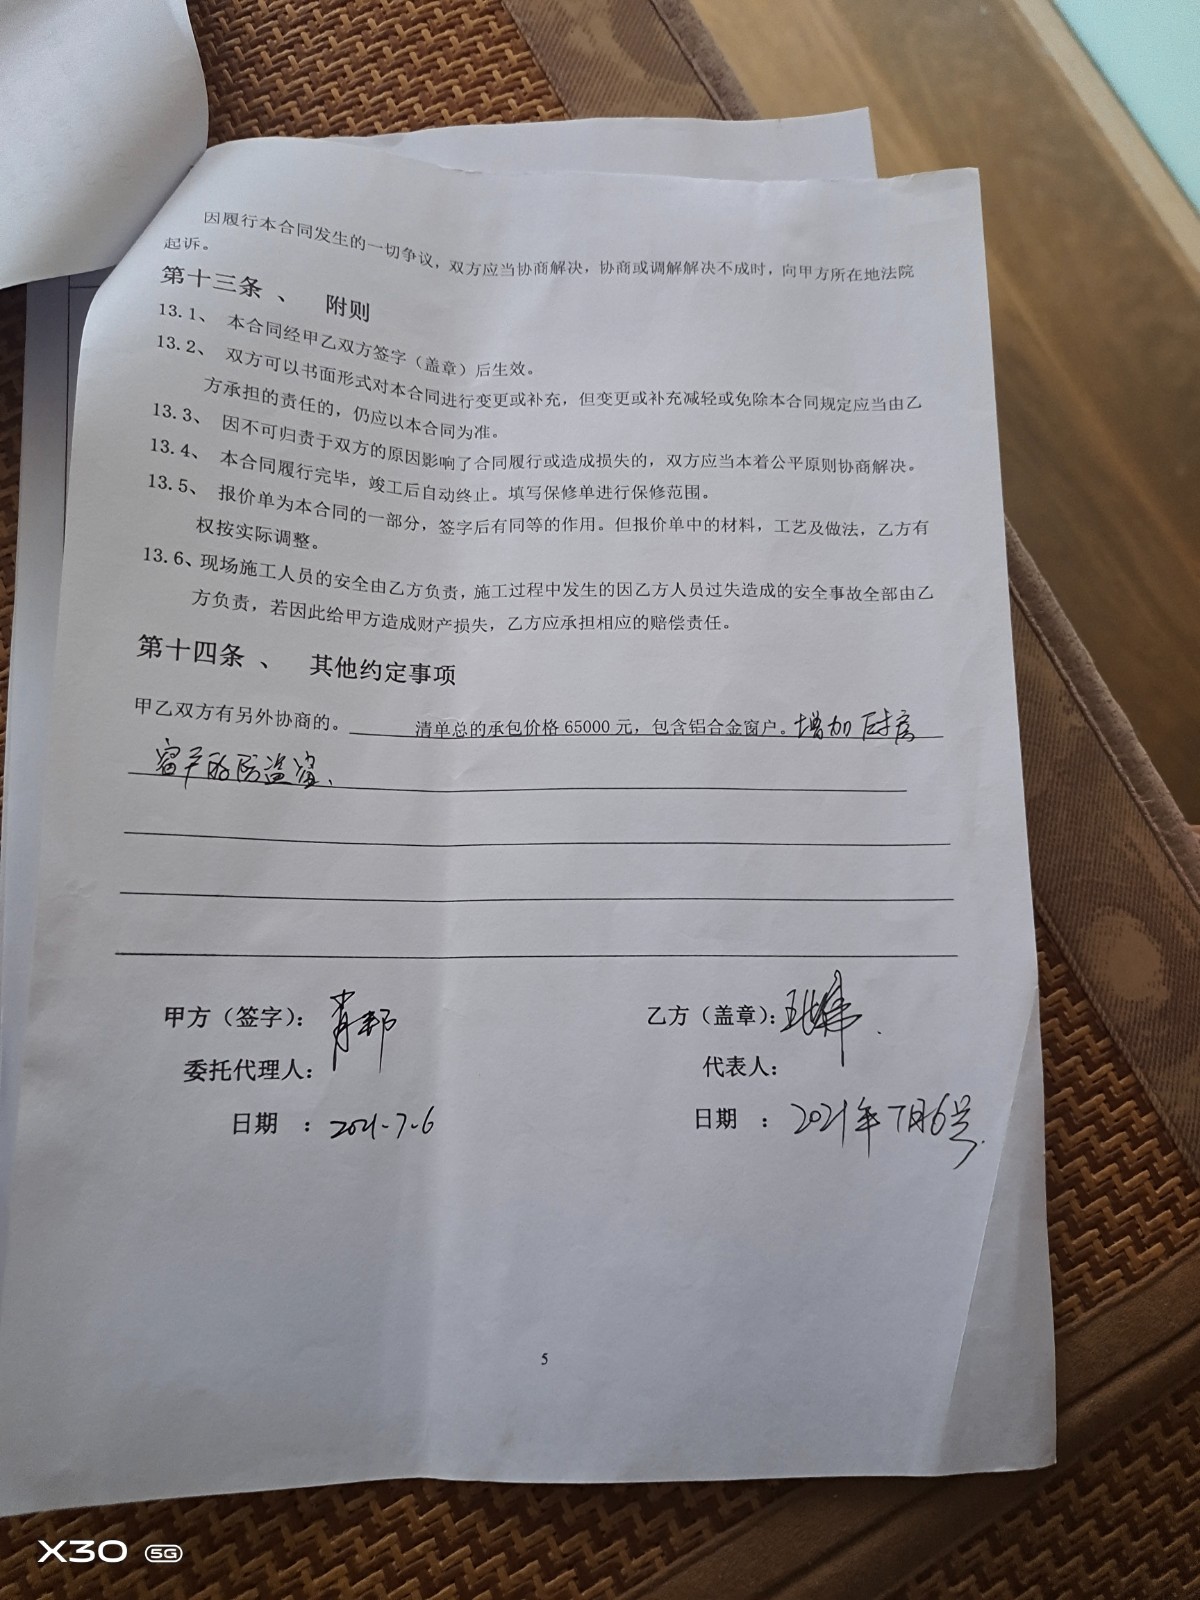 因履行本合同发生的一切争议，双方应当协商解决，协商或调解解决不成时，向甲方所在地法院
起诉。
第十三条 、 附则
13.1、 本合同经甲乙双方签字（盖章）后生效。
13.2、 双方可以书面形式对本合同进行变更或补充，但变更或补充减轻或免除本合同规定应当由乙
方承担的责任的，仍应以本合同为准。
13.3、 因不可归责于双方的原因影响了合同履行或造成损失的，双方应当本着公平原则协商解决。
13.4、 本合同履行完毕，竣工后自动终止。填写保修单进行保修范围。
13.5、 报价单为本合同的一部分，签字后有同等的作用。但报价单中的材料，工艺及做法，乙方有
权按实际调整。
13.6、现场施工人员的安全由乙方负责，施工过程中发生的因乙方人员过失造成的安全事故全部由乙
方负责，若因此给甲方造成财产损失，乙方应承担相应的赔偿责任。
第十四条 、 其他约定事项
甲乙双方有另外协商的。 清单总的承包价格 65000 元，包含铝合金窗户。增加厨房
防盗窗、
甲方（签字）：
乙方（盖章）：
委托代理人：
代表人：
日期 ：2021-7-6
日期 ：2021年7月6号.
5
X30 5G